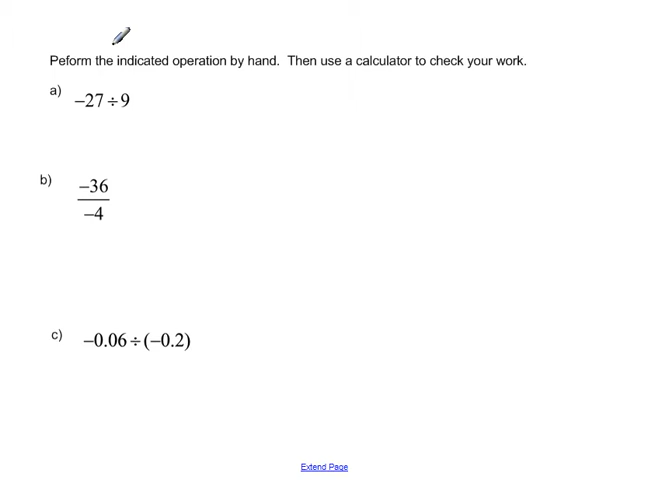 Peform the indicated operation by hand.  Then use a calculator to check your work.
a) −27 ÷ 9
b) −36
−4
c) −0.06 ÷ (−0.2)
Extend Page